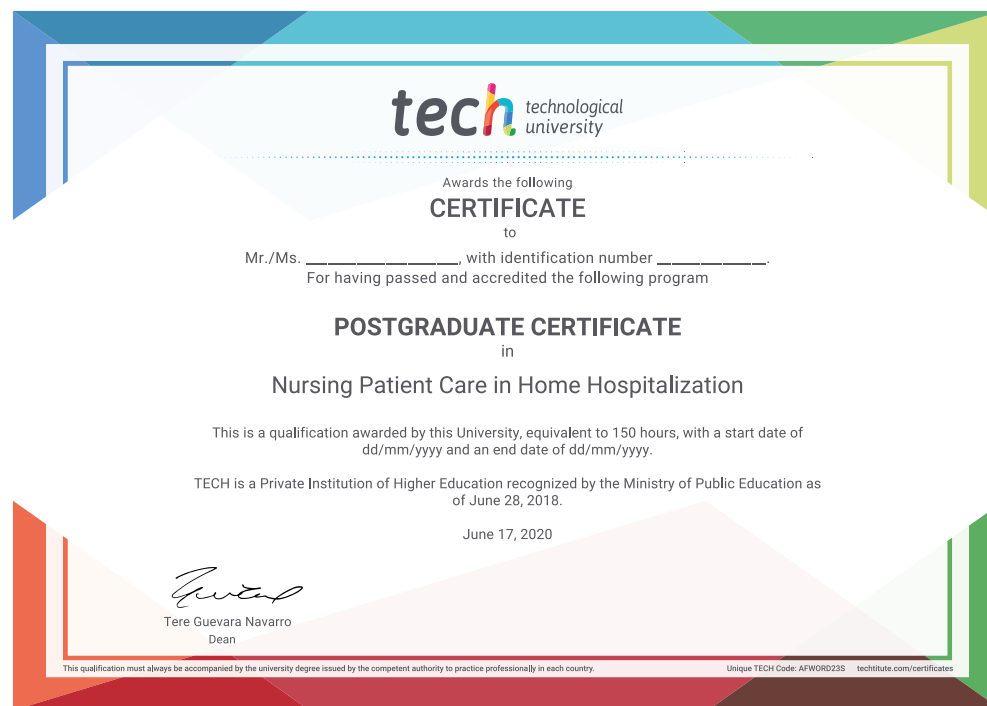 tech technological
university
Awards the following
CERTIFICATE
to
Mr./Ms. ____________________, with identification number ______________.
For having passed and accredited the following program
POSTGRADUATE CERTIFICATE
in
Nursing Patient Care in Home Hospitalization
This is a qualification awarded by this University, equivalent to 150 hours, with a start date of
dd/mm/yyyy and an end date of dd/mm/yyyy.
TECH is a Private Institution of Higher Education recognized by the Ministry of Public Education as
of June 28, 2018.
June 17, 2020
Tere Guevara Navarro
Dean
This qualification must always be accompanied by the university degree issued by the competent authority to practice professionally in each country. Unique TECH Code: AFWORD23S techtitute.com/certificates